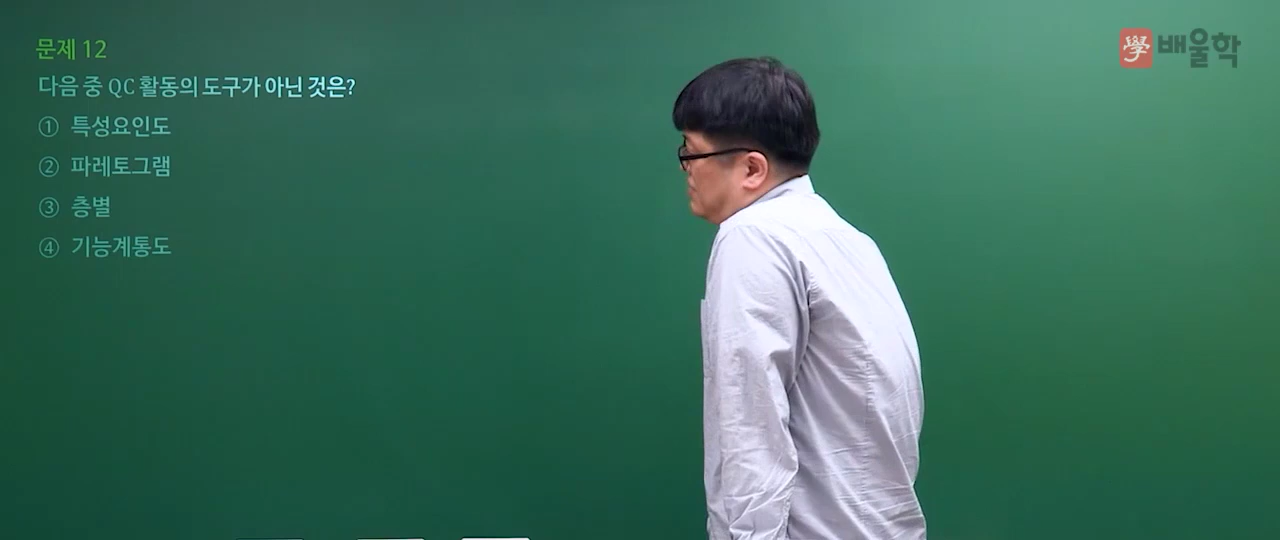 문제 12
다음 중 QC 활동의 도구가 아닌 것은?
① 특성요인도
② 파레토그램
③ 층별
④ 기능계통도
學 배울학